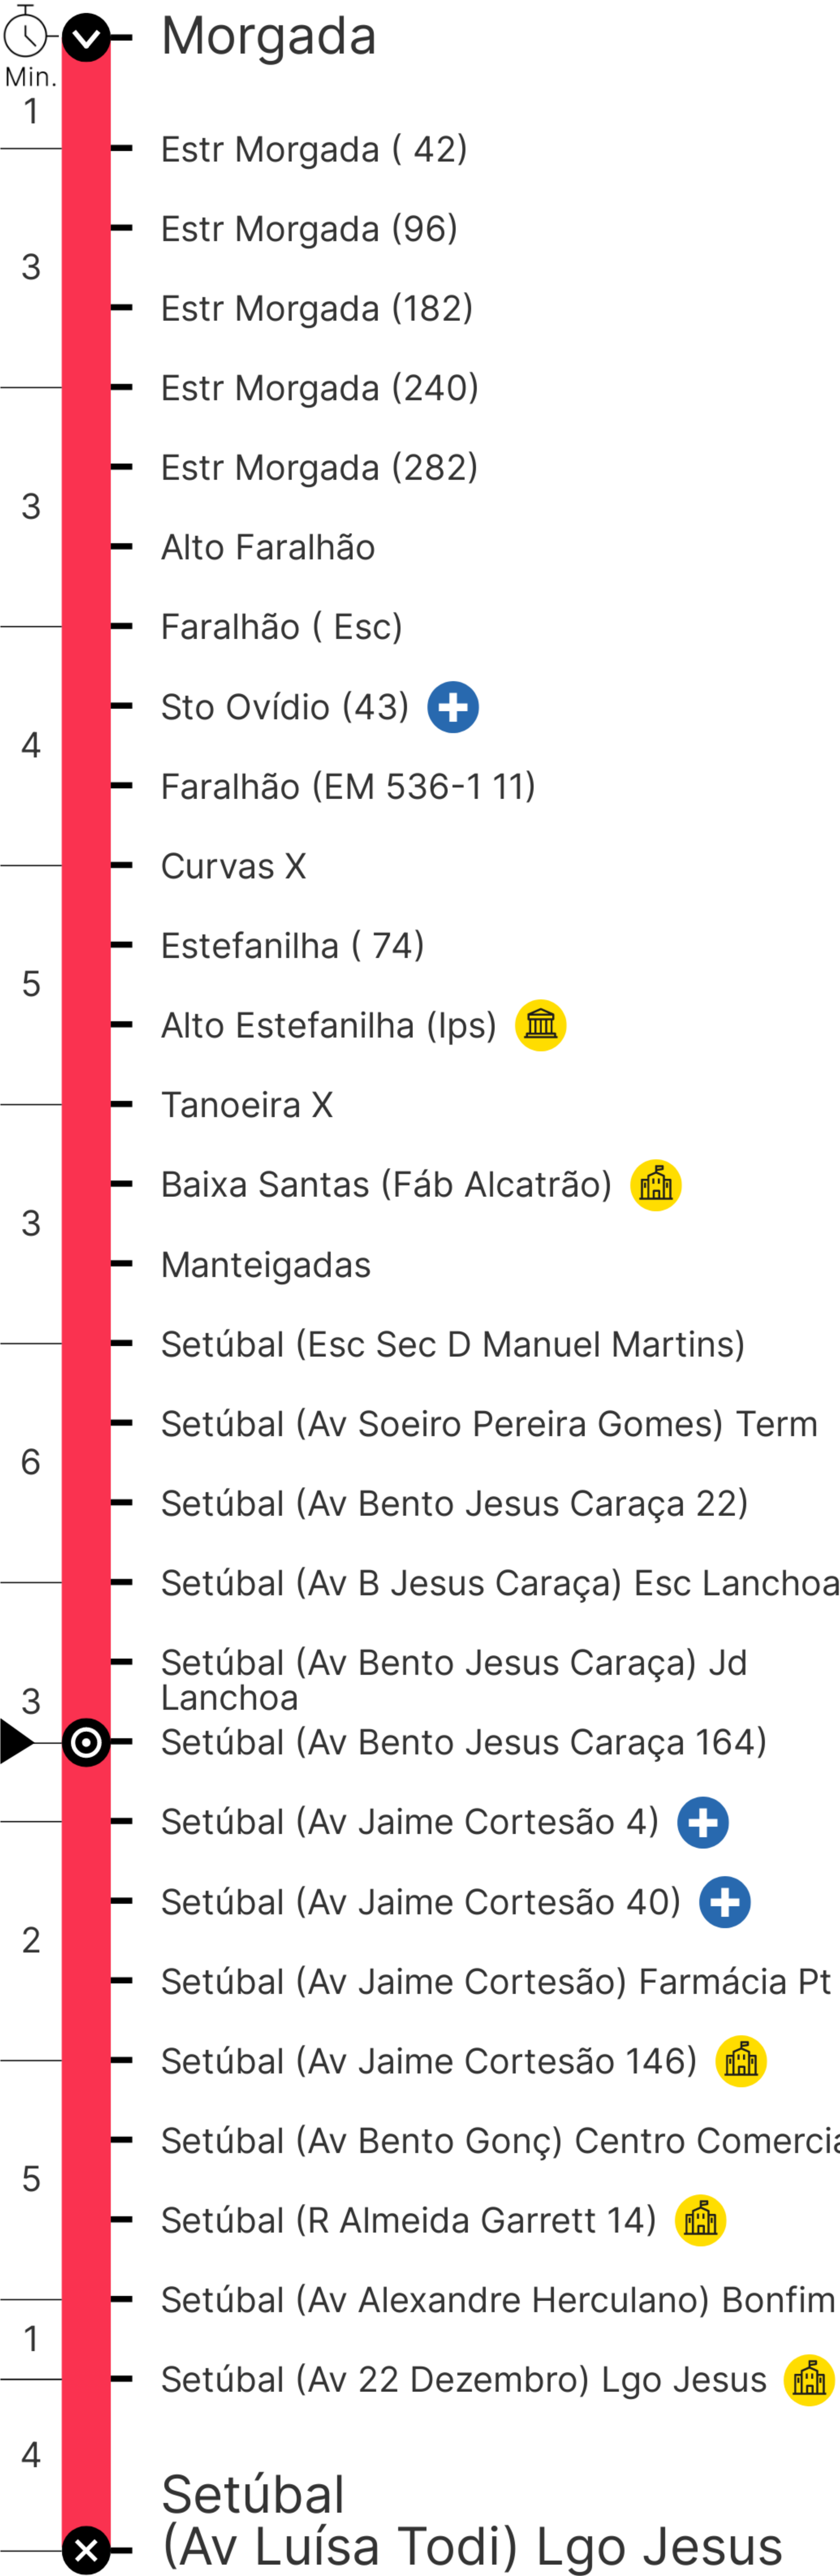 Morgada
Min.
1
Estr Morgada ( 42)
Estr Morgada (96)
3
Estr Morgada (182)
Estr Morgada (240)
Estr Morgada (282)
3
Alto Faralhão
Faralhão ( Esc)
Sto Ovídio (43)
4
Faralhão (EM 536-1 11)
Curvas X
Estefanilha ( 74)
5
Alto Estefanilha (Ips)
Tanoeira X
Baixa Santas (Fáb Alcatrão)
3
Manteigadas
Setúbal (Esc Sec D Manuel Martins)
Setúbal (Av Soeiro Pereira Gomes) Term
6
Setúbal (Av Bento Jesus Caraça 22)
Setúbal (Av B Jesus Caraça) Esc Lanchoa
Setúbal (Av Bento Jesus Caraça) Jd
Lanchoa
3
Setúbal (Av Bento Jesus Caraça 164)
Setúbal (Av Jaime Cortesão 4)
Setúbal (Av Jaime Cortesão 40)
2
Setúbal (Av Jaime Cortesão) Farmácia Pt
Setúbal (Av Jaime Cortesão 146)
Setúbal (Av Bento Gonç) Centro Comercia
5
Setúbal (R Almeida Garrett 14)
Setúbal (Av Alexandre Herculano) Bonfim
1
Setúbal (Av 22 Dezembro) Lgo Jesus
4
Setúbal
(Av Luísa Todi) Lgo Jesus